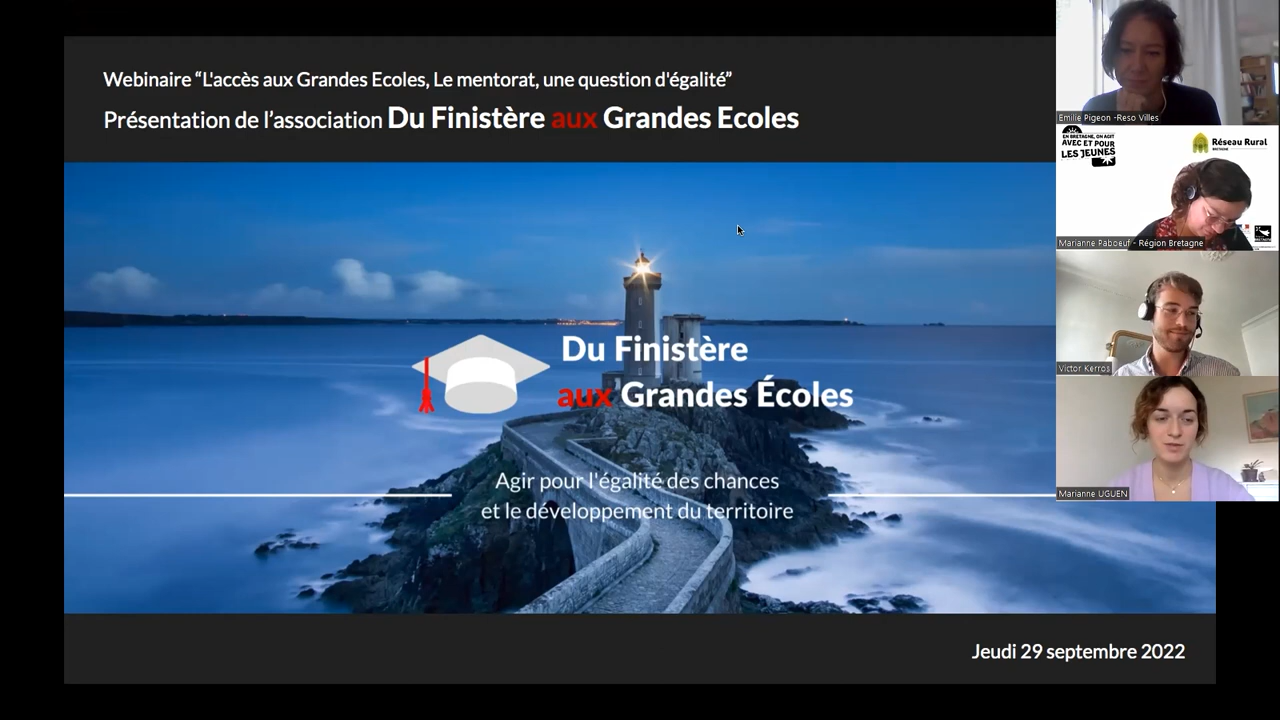 Webinaire “L'accès aux Grandes Ecoles, Le mentorat, une question d'égalité”
Présentation de l’association Du Finistère aux Grandes Ecoles
Du Finistère
aux Grandes Écoles
Agir pour l'égalité des chances
et le développement du territoire
Jeudi 29 septembre 2022
Emilie Pigeon -Reso Villes
EN BRETAGNE, ON AGIT
AVEC ET POUR
LES JEUNES
Réseau Rural
BRETAGNE
Marianne Paboeuf - Région Bretagne
Victor Kerros
Marianne UGUEN